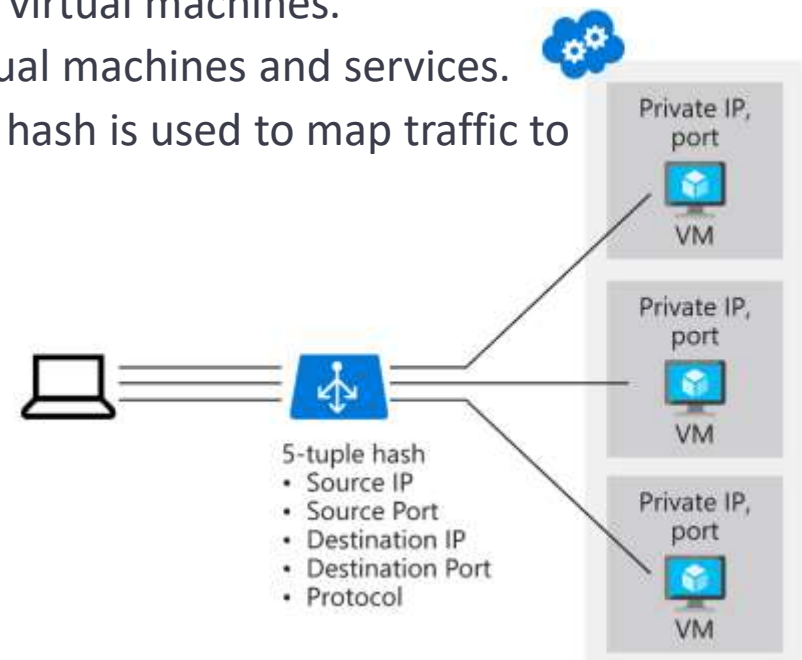 virtual machines.
ual machines and services.
hash is used to map traffic to
Private IP,
port
VM
Private IP,
port
VM
5-tuple hash
• Source IP
• Source Port
• Destination IP
• Destination Port
• Protocol
Private IP,
port
VM